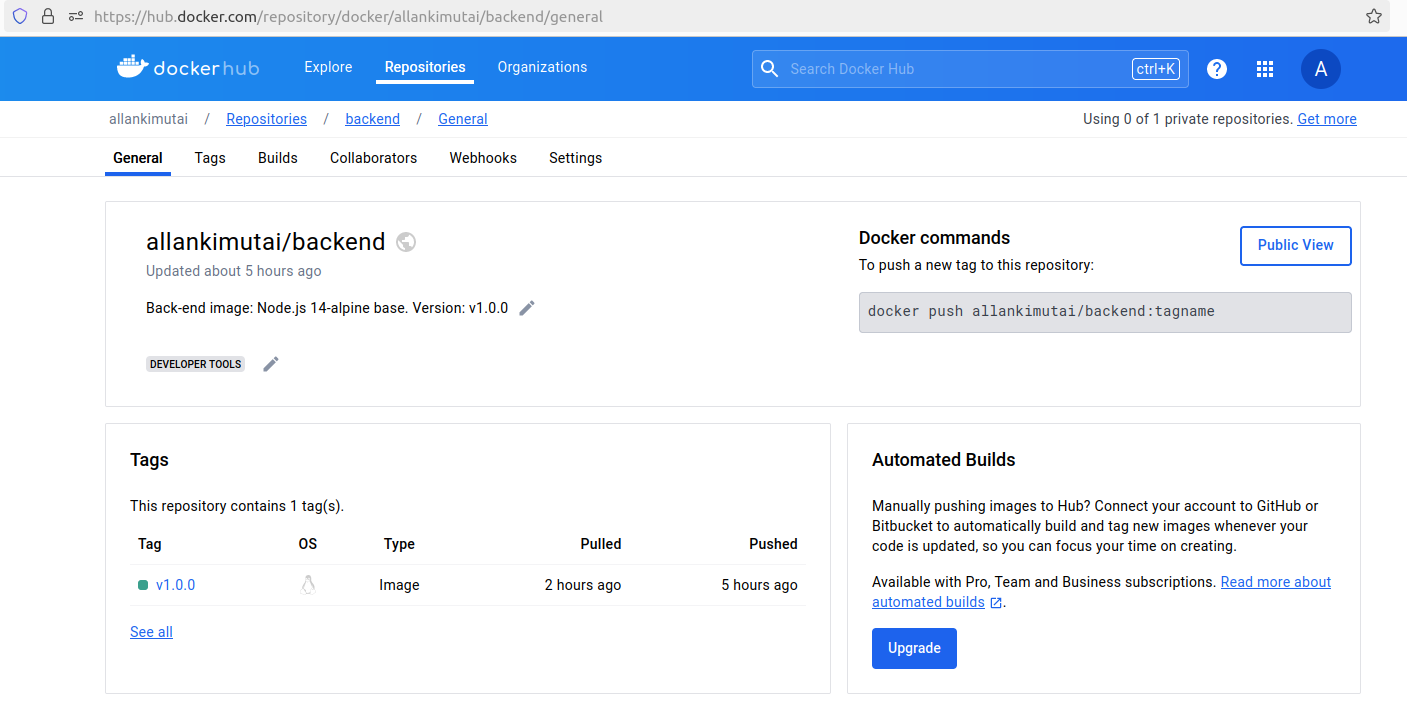 https://hub.docker.com/repository/docker/allankimutai/backend/general
docker hub
Explore
Repositories
Organizations
Search Docker Hub
ctrl+K
?
A
allankimutai / Repositories / backend / General
Using 0 of 1 private repositories. Get more
General
Tags
Builds
Collaborators
Webhooks
Settings
allankimutai/backend
Updated about 5 hours ago
Back-end image: Node.js 14-alpine base. Version: v1.0.0
DEVELOPER TOOLS
Docker commands
To push a new tag to this repository:
Public View
docker push allankimutai/backend:tagname
Tags
This repository contains 1 tag(s).
Tag OS Type Pulled Pushed
v1.0.0 Image 2 hours ago 5 hours ago
See all
Automated Builds
Manually pushing images to Hub? Connect your account to GitHub or
Bitbucket to automatically build and tag new images whenever your
code is updated, so you can focus your time on creating.
Available with Pro, Team and Business subscriptions. Read more about
automated builds .
Upgrade